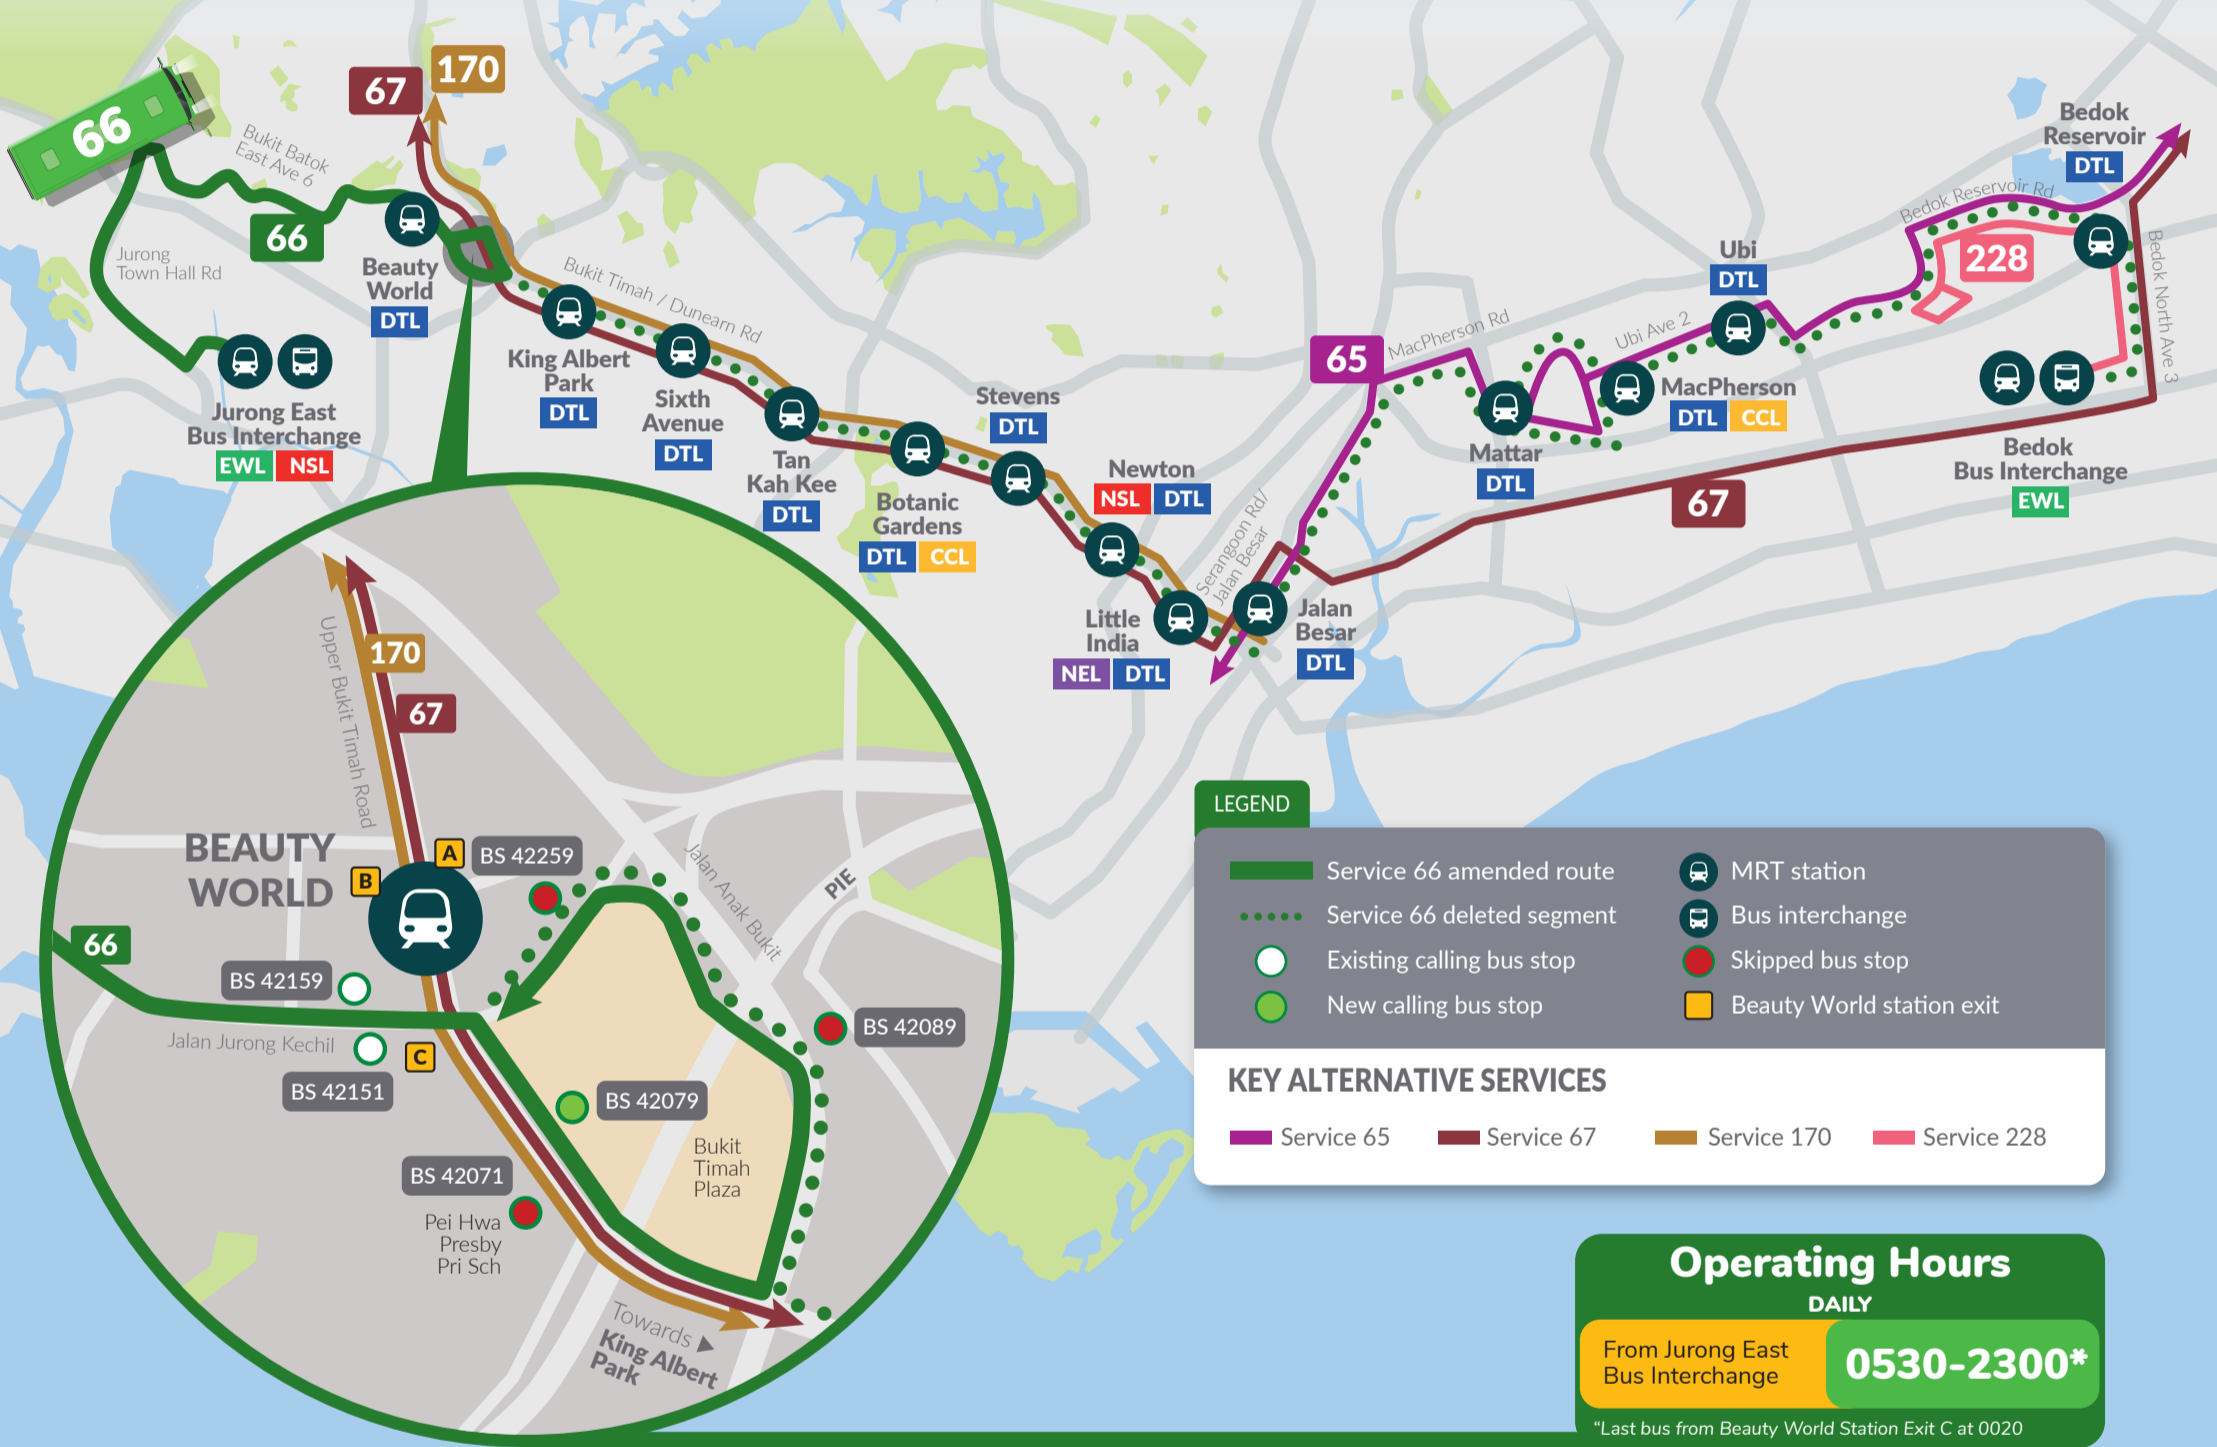 66
67
170
Bukit Batok
East Ave 6
66
Jurong
Town Hall Rd
Beauty
World
DTL
Jurong East
Bus Interchange
EWL NSL
Bukit Timah / Dunearn Rd
King Albert
Park
DTL
Sixth
Avenue
DTL
Tan
Kah Kee
DTL
Botanic
Gardens
DTL CCL
Stevens
DTL
Newton
NSL DTL
Little
India
NEL DTL
Serangoon Rd/
Jalan Besar
Jalan
Besar
DTL
65
MacPherson Rd
Mattar
DTL
Ubi Ave 2
MacPherson
DTL CCL
Ubi
DTL
67
Bedok Reservoir Rd
228
Bedok
Reservoir
DTL
Bedok North Ave 3
Bedok
Bus Interchange
EWL
170
67
Upper Bukit Timah Road
BEAUTY
WORLD
A
B
C
BS 42259
66
BS 42159
Jalan Jurong Kechil
BS 42151
Jalan Anak Bukit
PIE
BS 42089
BS 42079
Bukit
Timah
Plaza
BS 42071
Pei Hwa
Presby
Pri Sch
Towards
King Albert
Park
LEGEND
Service 66 amended route
Service 66 deleted segment
Existing calling bus stop
New calling bus stop
MRT station
Bus interchange
Skipped bus stop
Beauty World station exit
KEY ALTERNATIVE SERVICES
Service 65
Service 67
Service 170
Service 228
Operating Hours
DAILY
From Jurong East
Bus Interchange
0530-2300*
*Last bus from Beauty World Station Exit C at 0020